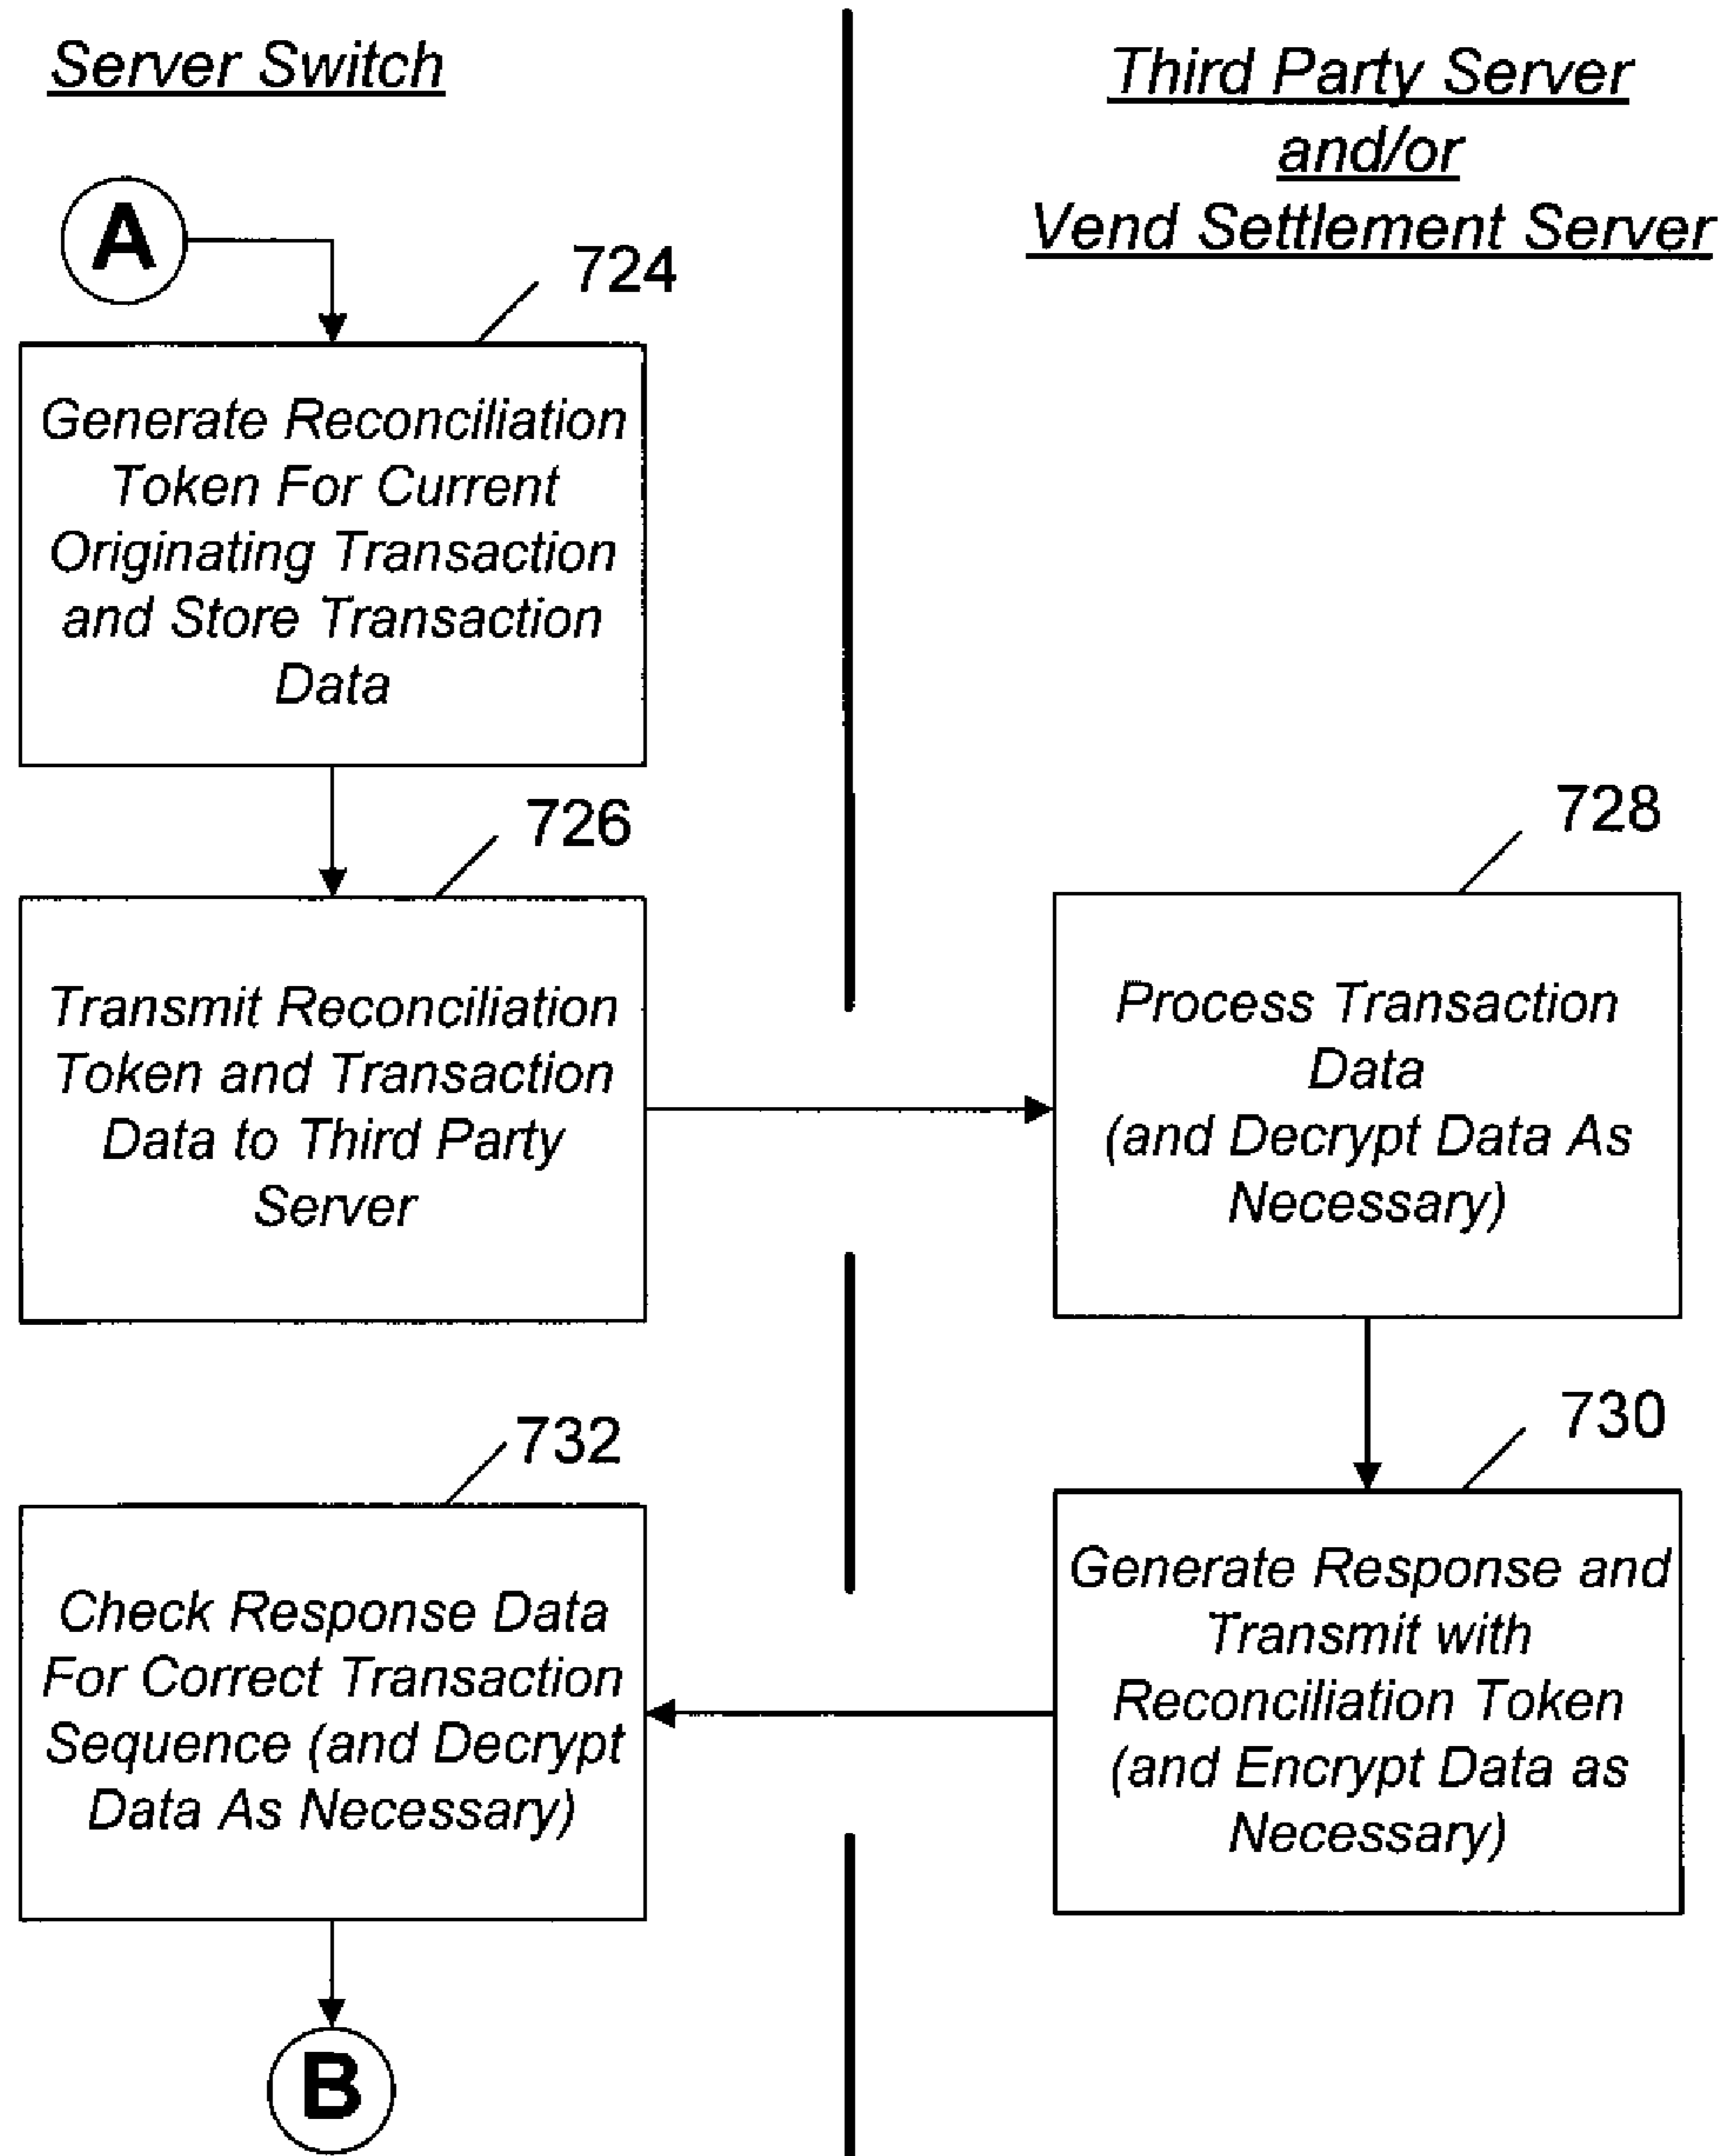 Server Switch
Third Party Server
and/or
Vend Settlement Server
A
724
Generate Reconciliation
Token For Current
Originating Transaction
and Store Transaction
Data
726
Transmit Reconciliation
Token and Transaction
Data to Third Party
Server
728
Process Transaction
Data
(and Decrypt Data As
Necessary)
730
Generate Response and
Transmit with
Reconciliation Token
(and Encrypt Data as
Necessary)
732
Check Response Data
For Correct Transaction
Sequence (and Decrypt
Data As Necessary)
B